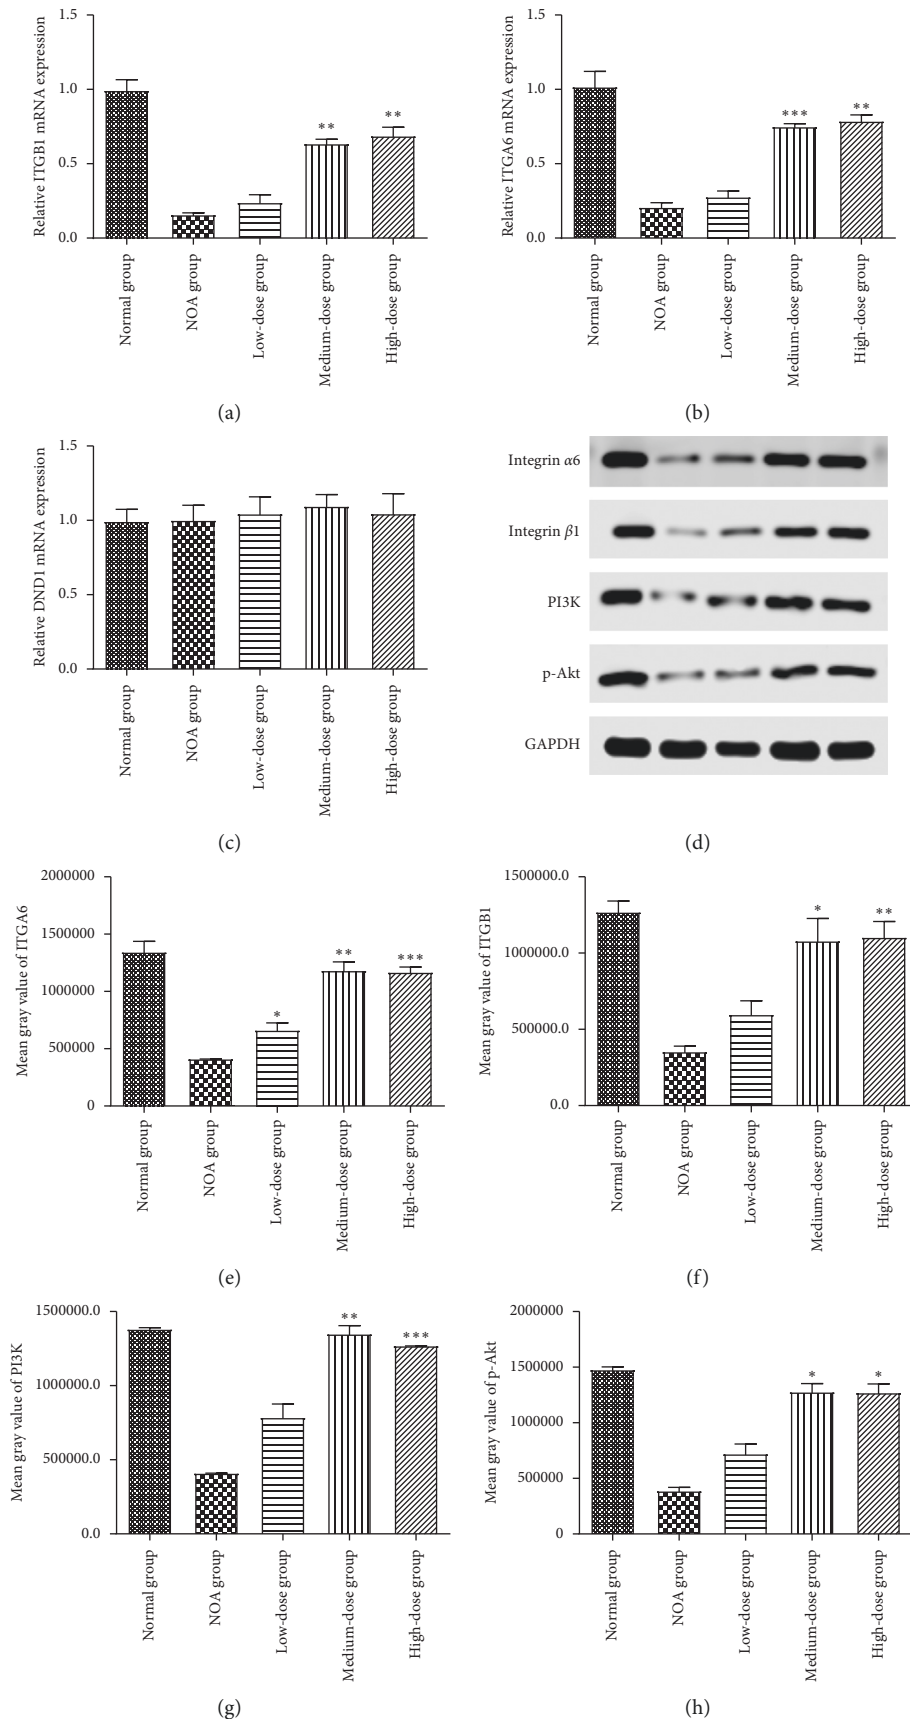 1.5
1.0
0.5
0.0
Relative ITGB1 mRNA expression
**
**
Normal group
NOA group
Low-dose group
Medium-dose group
High-dose group
(a)
1.5
1.0
0.5
0.0
Relative ITGA6 mRNA expression
***
**
Normal group
NOA group
Low-dose group
Medium-dose group
High-dose group
(b)
1.5
1.0
0.5
0.0
Relative DND1 mRNA expression
Normal group
NOA group
Low-dose group
Medium-dose group
High-dose group
(c)
Integrin α6
Integrin β1
PI3K
p-Akt
GAPDH
(d)
2000000
1500000
1000000
500000
0
Mean gray value of ITGA6
*
**
***
Normal group
NOA group
Low-dose group
Medium-dose group
High-dose group
(e)
1500000.0
1000000.0
500000.0
0.0
Mean gray value of ITGB1
*
**
Normal group
NOA group
Low-dose group
Medium-dose group
High-dose group
(f)
1500000.0
1000000.0
500000.0
0.0
Mean gray value of PI3K
**
***
Normal group
NOA group
Low-dose group
Medium-dose group
High-dose group
(g)
2000000
1500000
1000000
500000
0
Mean gray value of p-Akt
*
*
Normal group
NOA group
Low-dose group
Medium-dose group
High-dose group
(h)